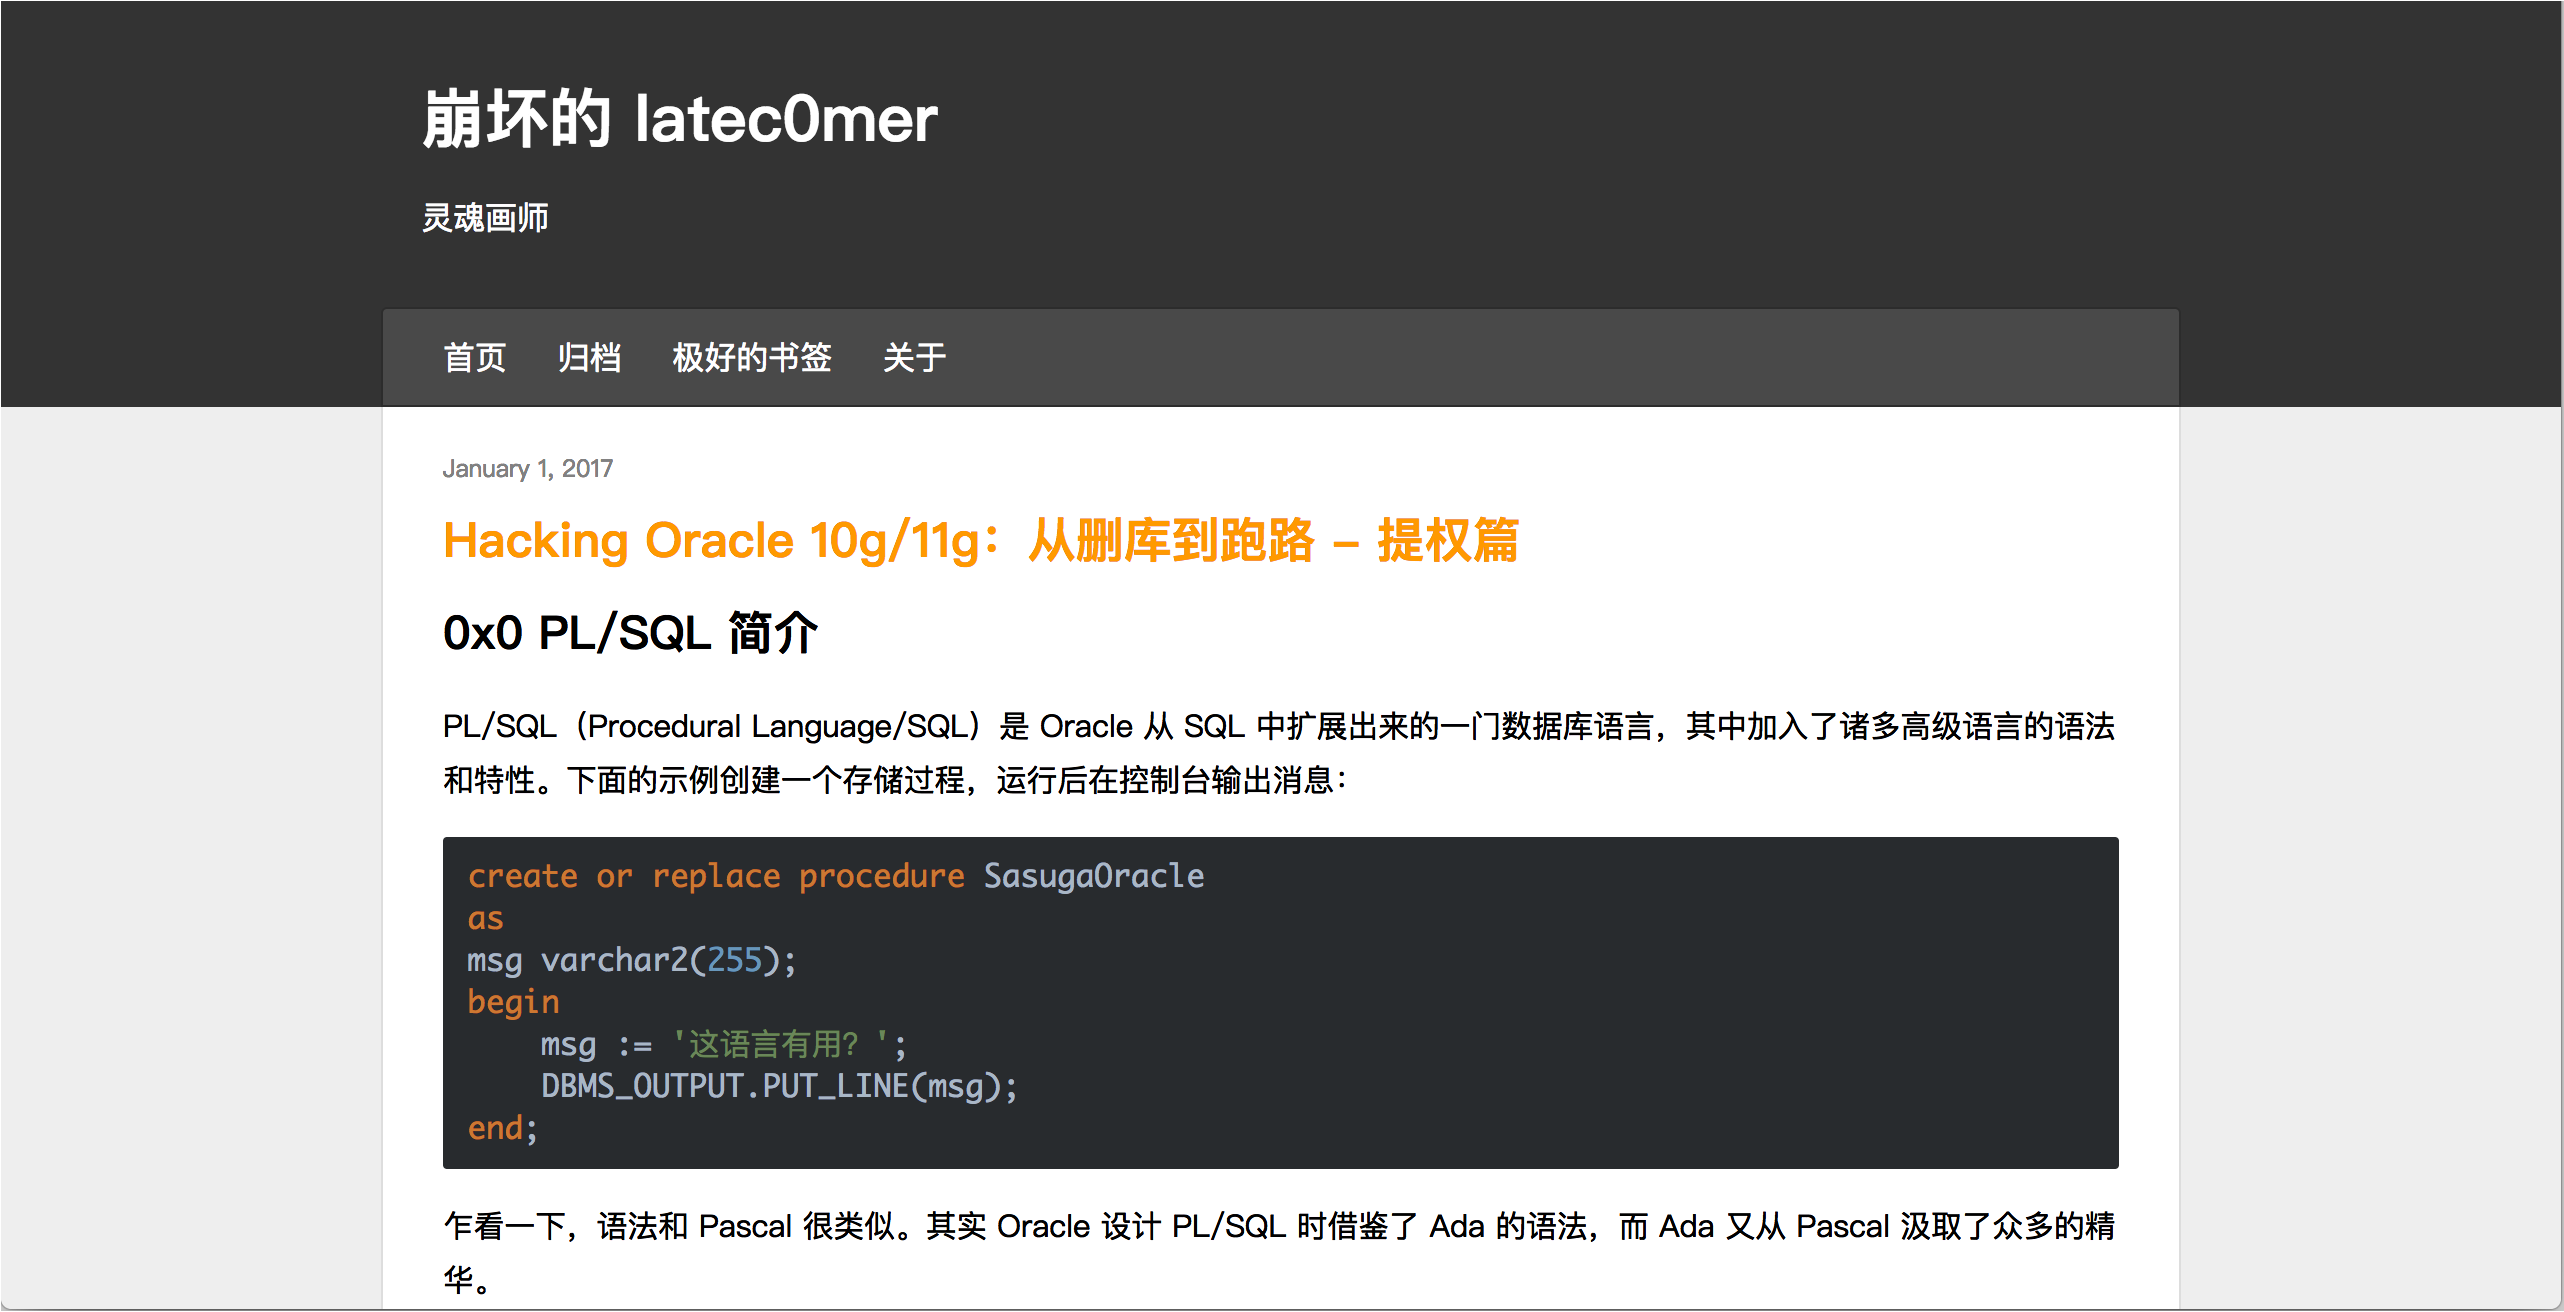 崩坏的 latec0mer
灵魂画师
首页 归档 极好的书签 关于
January 1, 2017
Hacking Oracle 10g/11g：从删库到跑路 – 提权篇
0x0 PL/SQL 简介
PL/SQL（Procedural Language/SQL）是 Oracle 从 SQL 中扩展出来的一门数据库语言，其中加入了诸多高级语言的语法
和特性。下面的示例创建一个存储过程，运行后在控制台输出消息：
create or replace procedure SasugaOracle
as
msg varchar2(255);
begin
    msg := '这语言有用？';
    DBMS_OUTPUT.PUT_LINE(msg);
end;
乍看一下，语法和 Pascal 很类似。其实 Oracle 设计 PL/SQL 时借鉴了 Ada 的语法，而 Ada 又从 Pascal 汲取了众多的精
华。